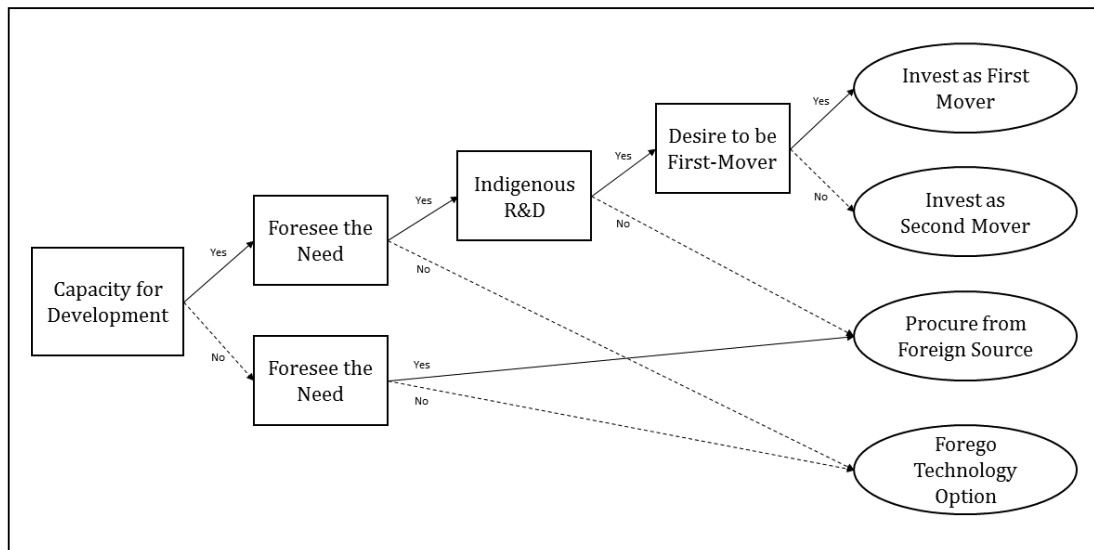 Capacity for
Development
Yes
No
Foresee the
Need
Yes
No
Foresee the
Need
Yes
No
Indigenous
R&D
Yes
No
Desire to be
First-Mover
Yes
No
Invest as First
Mover
Invest as
Second Mover
Procure from
Foreign Source
Forego
Technology
Option